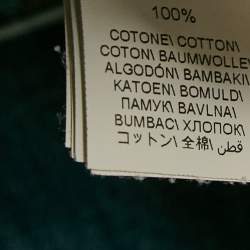 100%
COTONE\ COTTON\
COTON\ BAUMWOLLE\
ALGODÓN\ BAMBAKI\
KATOEN\ BOMULD\
ПАМУК\ BAVLNA\
BUMBAC\ ХЛОПОК\
コットン\ 全棉\ قطن